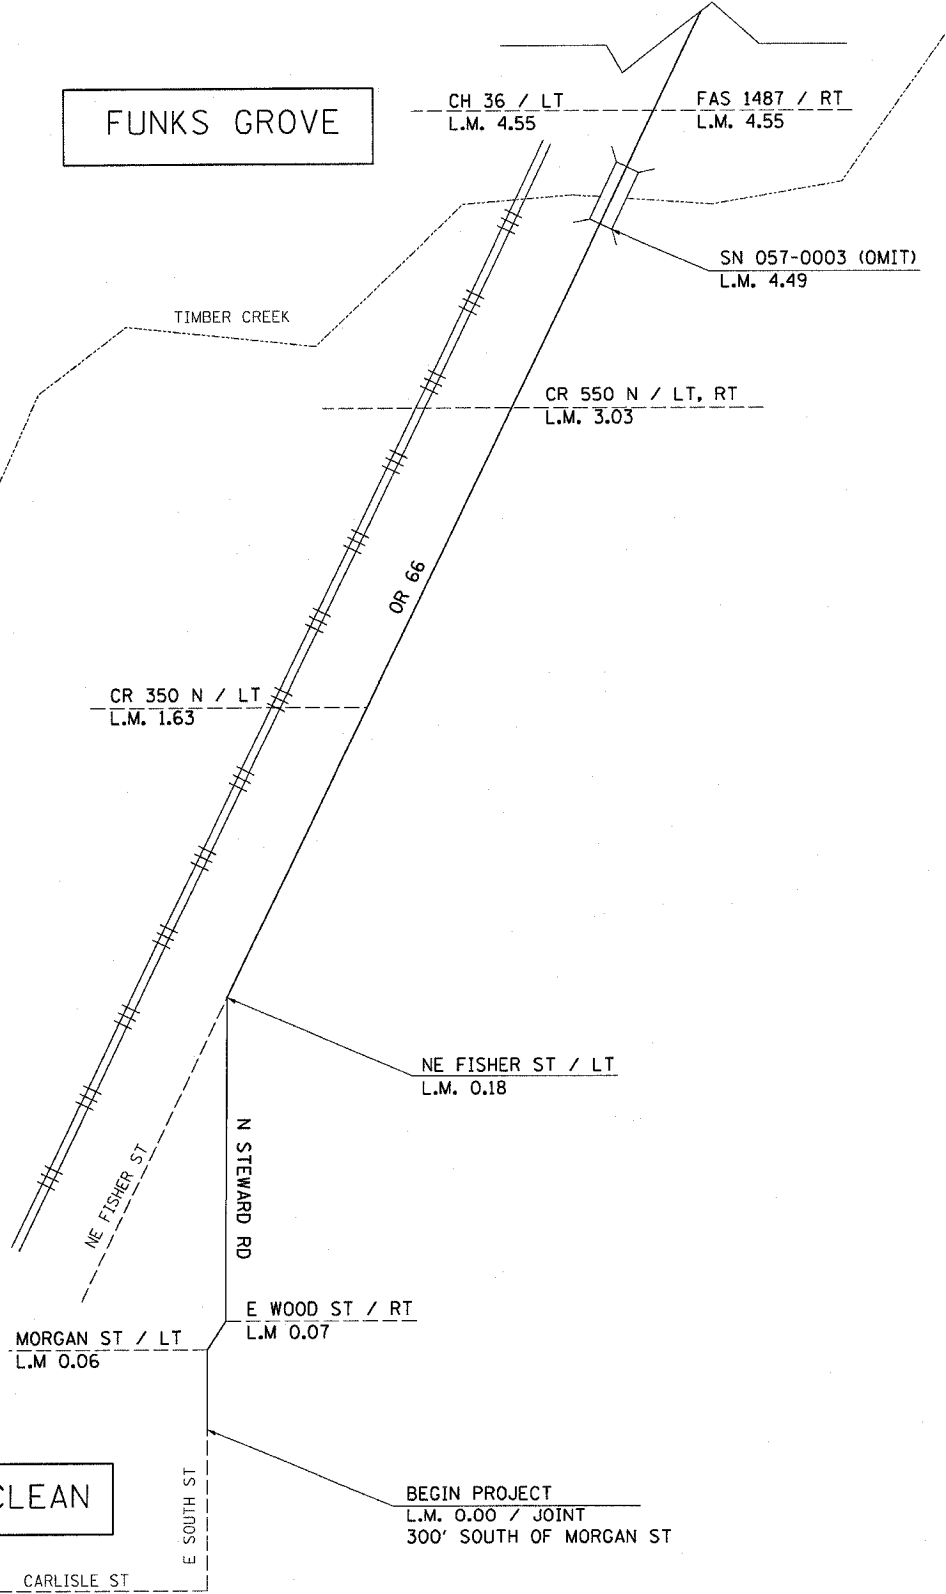 FUNKS GROVE
CH 36 / LT
L.M. 4.55
FAS 1487 / RT
L.M. 4.55
SN 057-0003 (OMIT)
L.M. 4.49
TIMBER CREEK
CR 550 N / LT, RT
L.M. 3.03
OR 66
CR 350 N / LT
L.M. 1.63
NE FISHER ST / LT
L.M. 0.18
N STEWARD RD
NE FISHER ST
E WOOD ST / RT
L.M 0.07
MORGAN ST / LT
L.M 0.06
CLEAN
E SOUTH ST
BEGIN PROJECT
L.M. 0.00 / JOINT
300' SOUTH OF MORGAN ST
CARLISLE ST